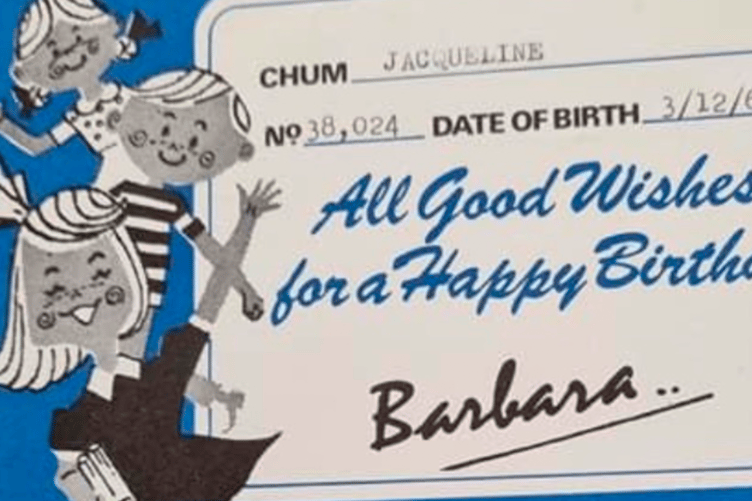 CHUM JACQUELINE
Nº 38,024 DATE OF BIRTH 3/12/6
All Good Wishes
for a Happy Birth
Barbara..